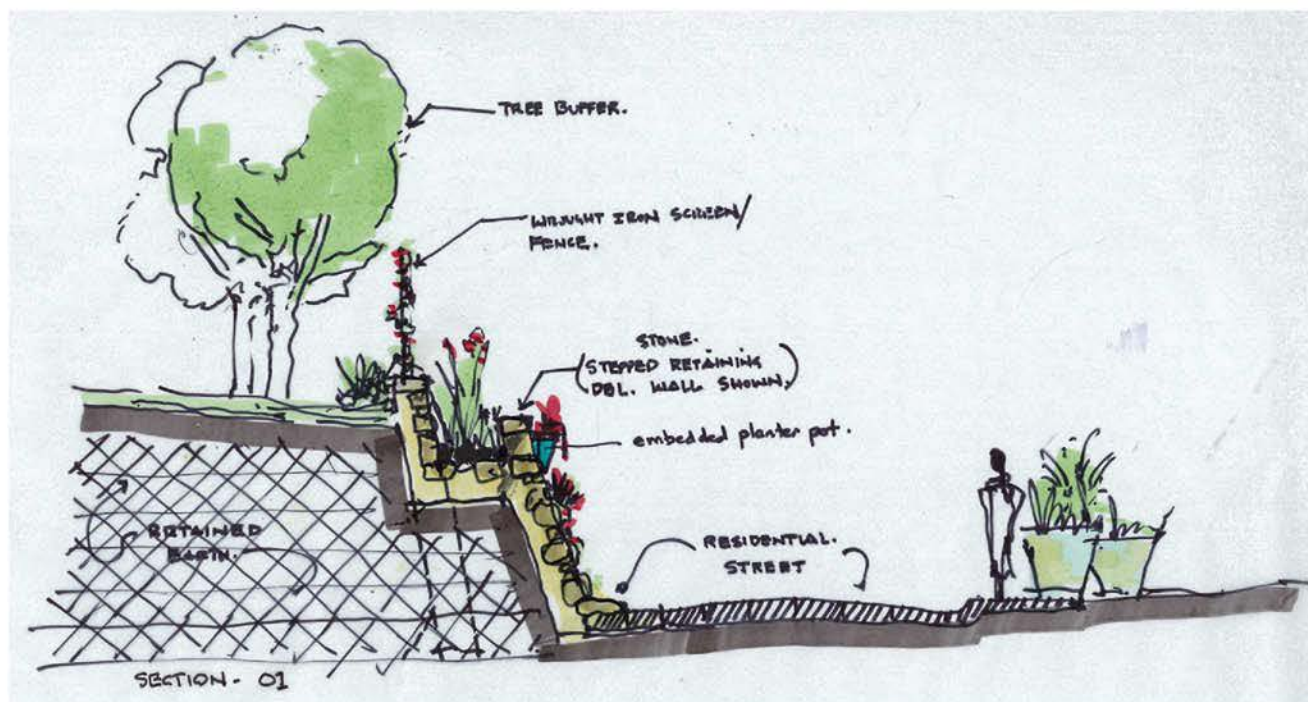 TREE BUFFER.
WROUGHT IRON SCREEN/
FENCE.
STONE.
(STEPPED RETAINING
DBL. WALL SHOWN.)
embedded planter pot.
RETAINED
EARTH.
RESIDENTIAL.
STREET
SECTION - 01